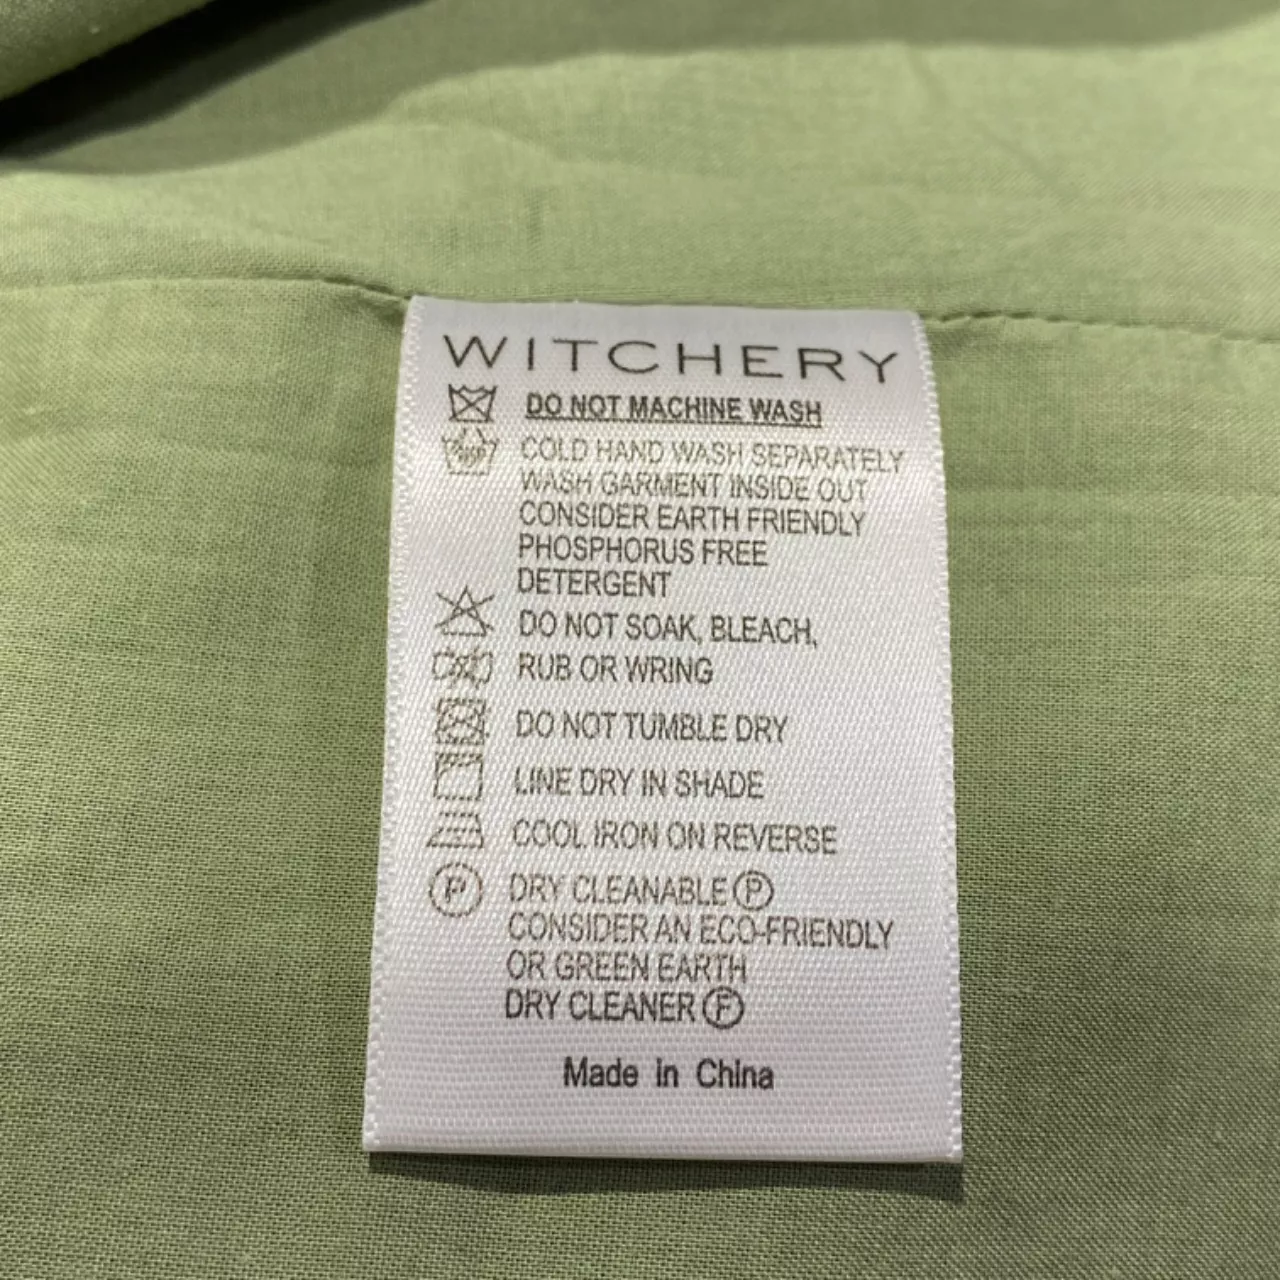 WITCHERY
DO NOT MACHINE WASH
COLD HAND WASH SEPARATELY
WASH GARMENT INSIDE OUT
CONSIDER EARTH FRIENDLY
PHOSPHORUS FREE
DETERGENT
DO NOT SOAK, BLEACH,
RUB OR WRING
DO NOT TUMBLE DRY
LINE DRY IN SHADE
COOL IRON ON REVERSE
Ⓟ DRY CLEANABLE Ⓟ
CONSIDER AN ECO-FRIENDLY
OR GREEN EARTH
DRY CLEANER Ⓕ
Made in China